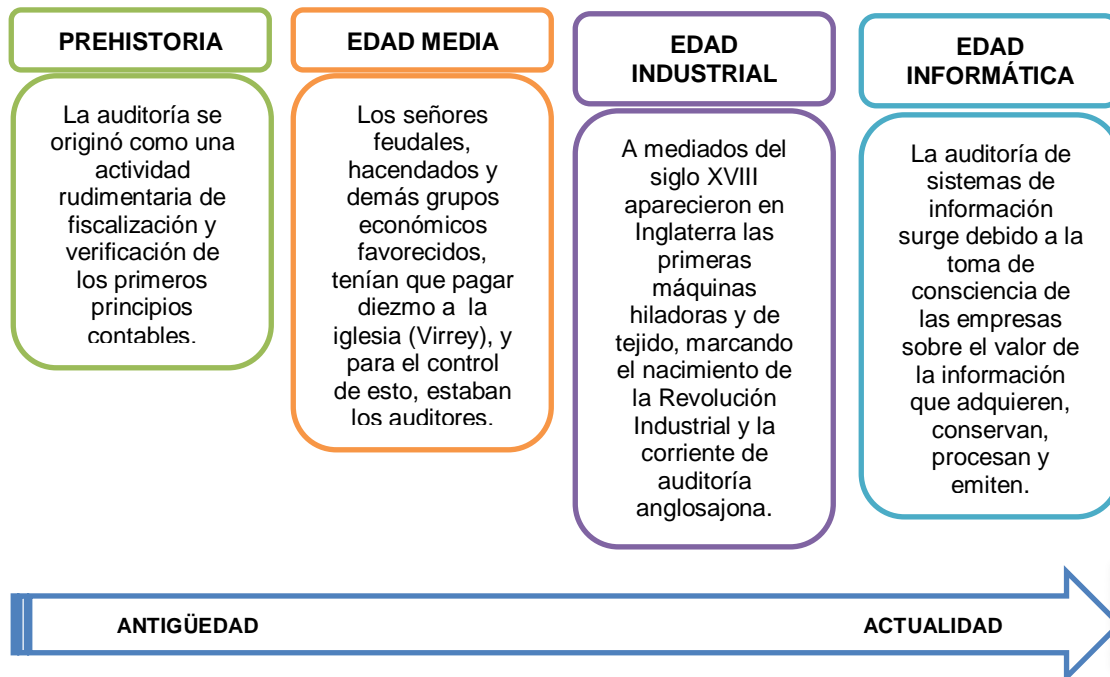 PREHISTORIA
La auditoría se
originó como una
actividad
rudimentaria de
fiscalización y
verificación de
los primeros
principios
contables.
EDAD MEDIA
Los señores
feudales,
hacendados y
demás grupos
económicos
favorecidos,
tenían que pagar
diezmo a la
iglesia (Virrey), y
para el control
de esto, estaban
los auditores.
EDAD
INDUSTRIAL
A mediados del
siglo XVIII
aparecieron en
Inglaterra las
primeras
máquinas
hiladoras y de
tejido, marcando
el nacimiento de
la Revolución
Industrial y la
corriente de
auditoría
anglosajona.
EDAD
INFORMÁTICA
La auditoría de
sistemas de
información
surge debido a la
toma de
consciencia de
las empresas
sobre el valor de
la información
que adquieren,
conservan,
procesan y
emiten.
ANTIGÜEDAD
ACTUALIDAD